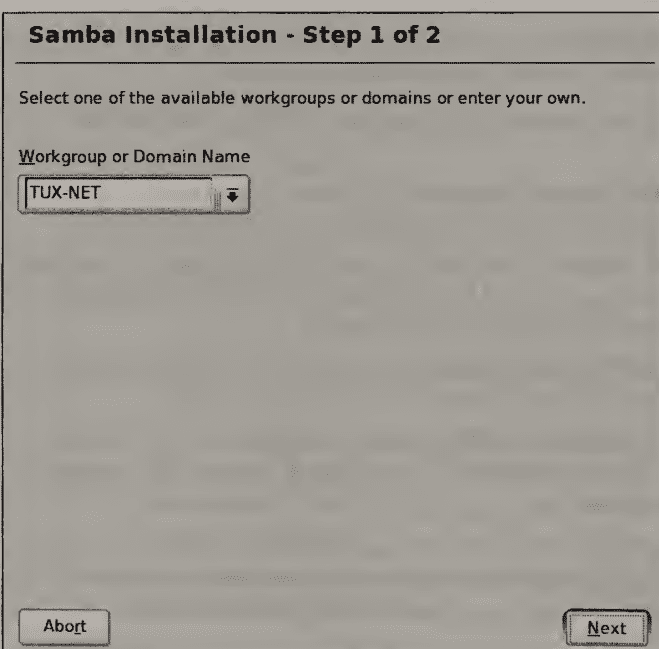 Samba Installation - Step 1 of 2
Select one of the available workgroups or domains or enter your own.
Workgroup or Domain Name
TUX-NET
Abort
Next